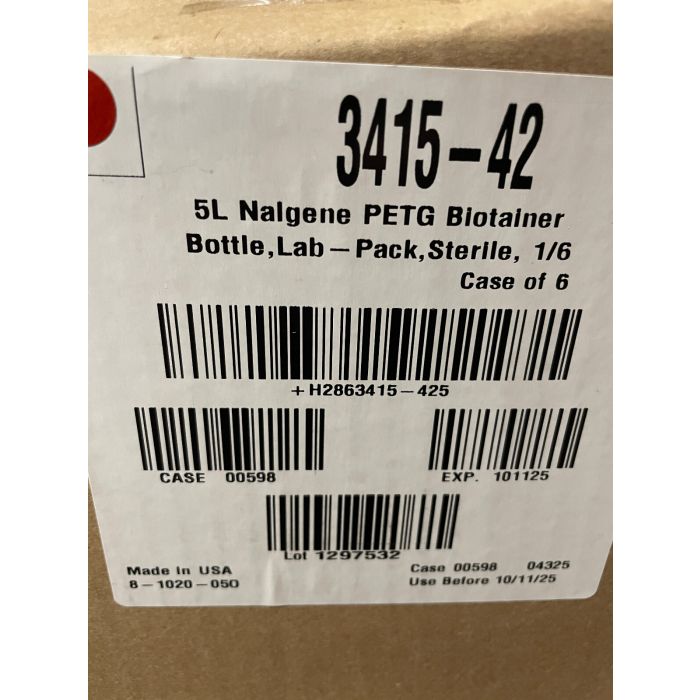 3415-42
5L Nalgene PETG Biotainer
Bottle,Lab-Pack,Sterile, 1/6
Case of 6
+H2863415-425
CASE 00598
EXP. 101125
Lot 1297532
Made in USA
8-1020-050
Case 00598 04325
Use Before 10/11/25